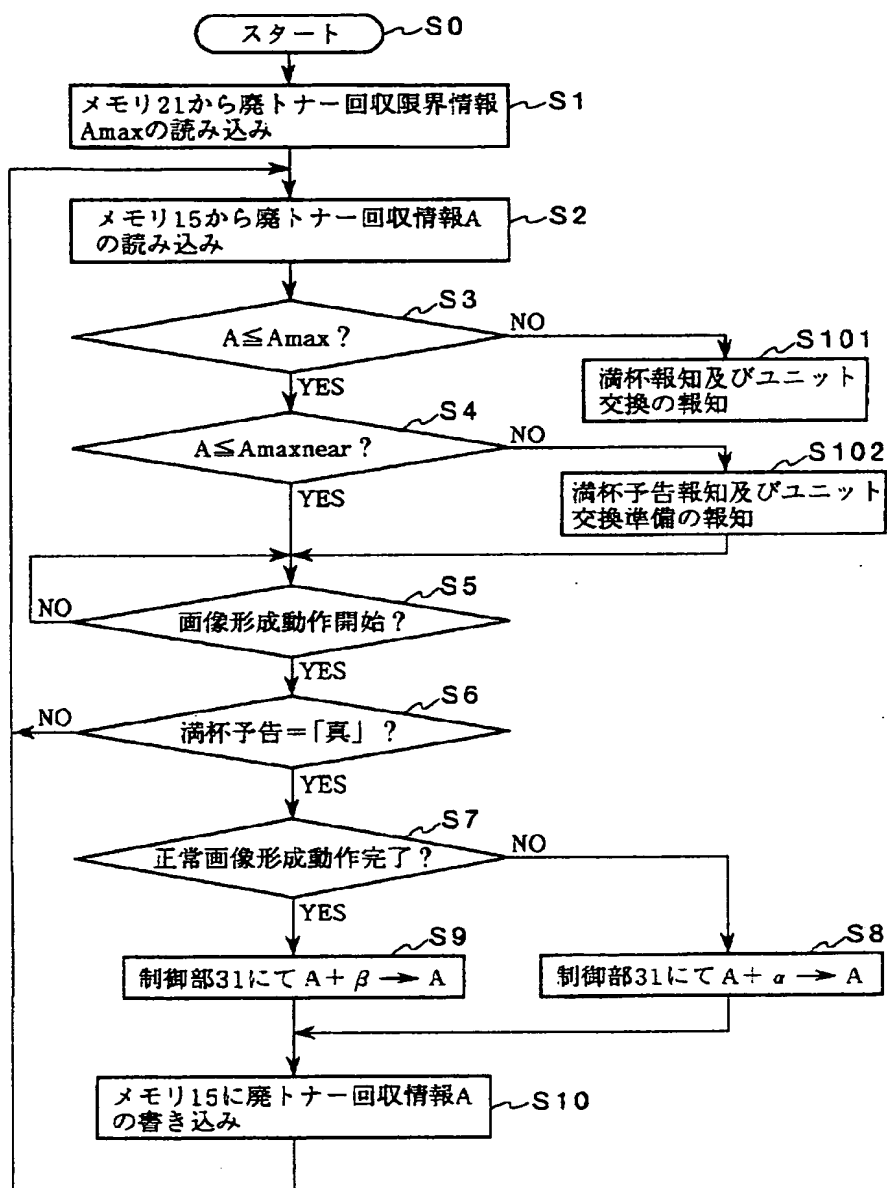 スタート
S0
メモリ21から廃トナー回収限界情報
Amaxの読み込み
S1
メモリ15から廃トナー回収情報A
の読み込み
S2
A≦Amax?
S3
NO
YES
満杯報知及びユニット
交換の報知
S101
A≦Amaxnear?
S4
NO
YES
満杯予告報知及びユニット
交換準備の報知
S102
画像形成動作開始?
S5
NO
YES
満杯予告=「真」?
S6
NO
YES
正常画像形成動作完了?
S7
NO
YES
制御部31にて A+β→A
S9
制御部31にて A+α→A
S8
メモリ15に廃トナー回収情報A
の書き込み
S10